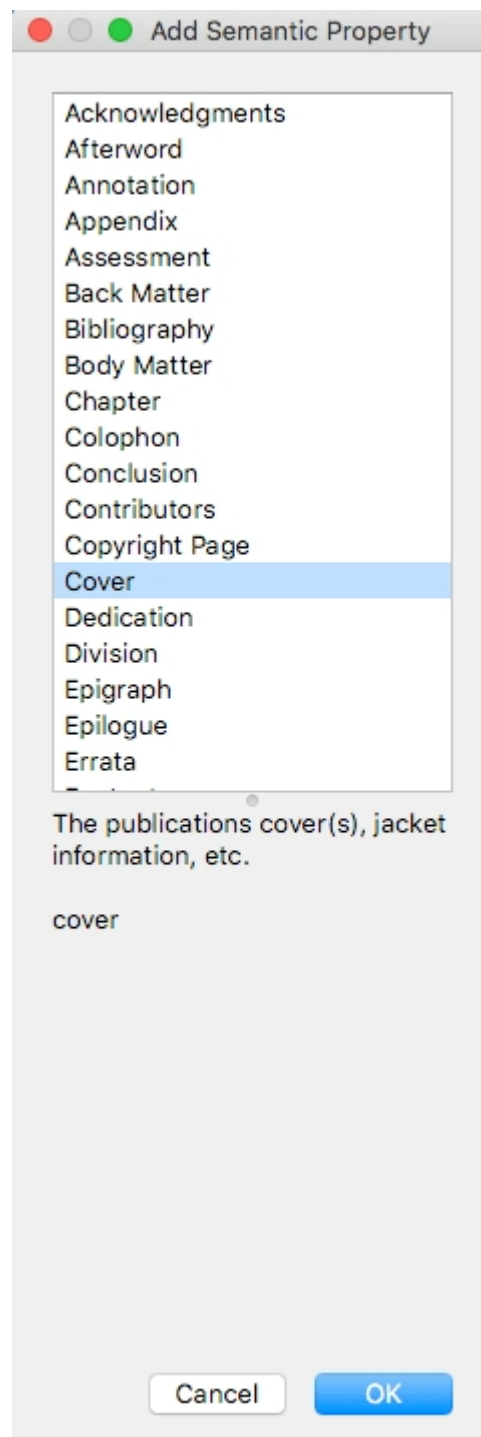 Add Semantic Property
Acknowledgments
Afterword
Annotation
Appendix
Assessment
Back Matter
Bibliography
Body Matter
Chapter
Colophon
Conclusion
Contributors
Copyright Page
Cover
Dedication
Division
Epigraph
Epilogue
Errata
The publications cover(s), jacket
information, etc.
cover
Cancel OK